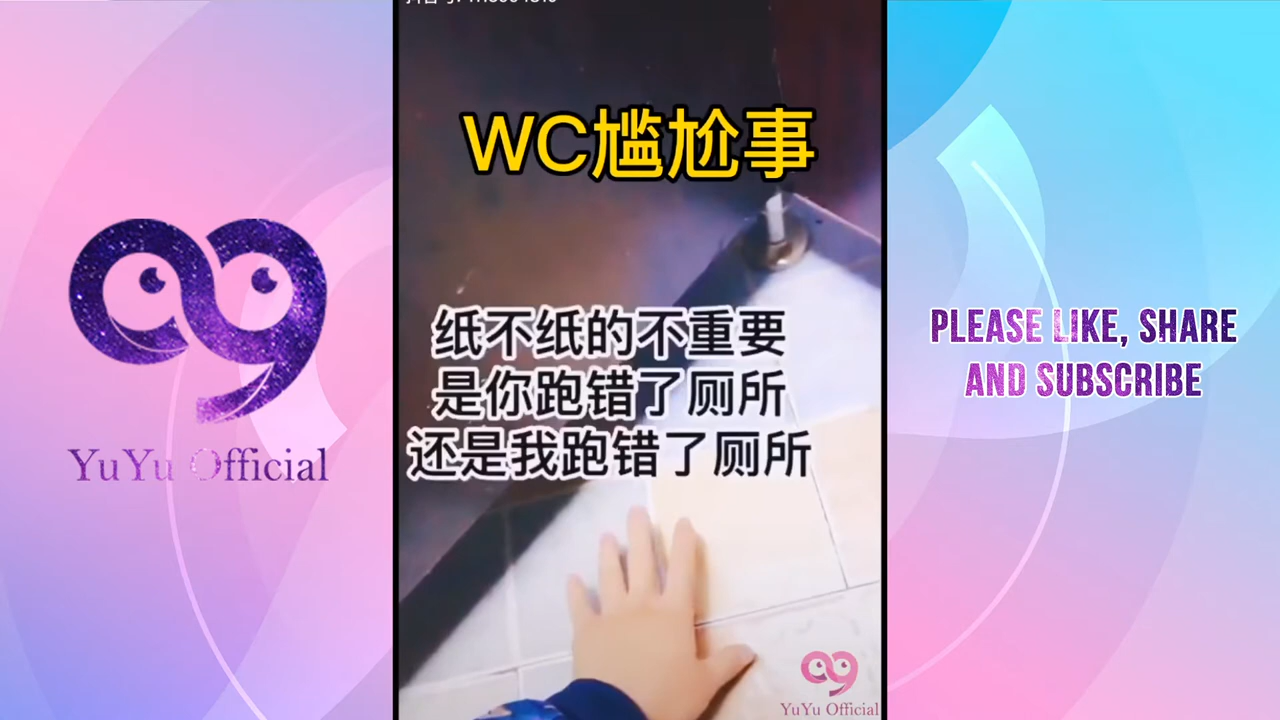 WC尴尬事
纸不纸的不重要
是你跑错了厕所
还是我跑错了厕所
YuYu Official
PLEASE LIKE, SHARE
AND SUBSCRIBE
YuYu Official